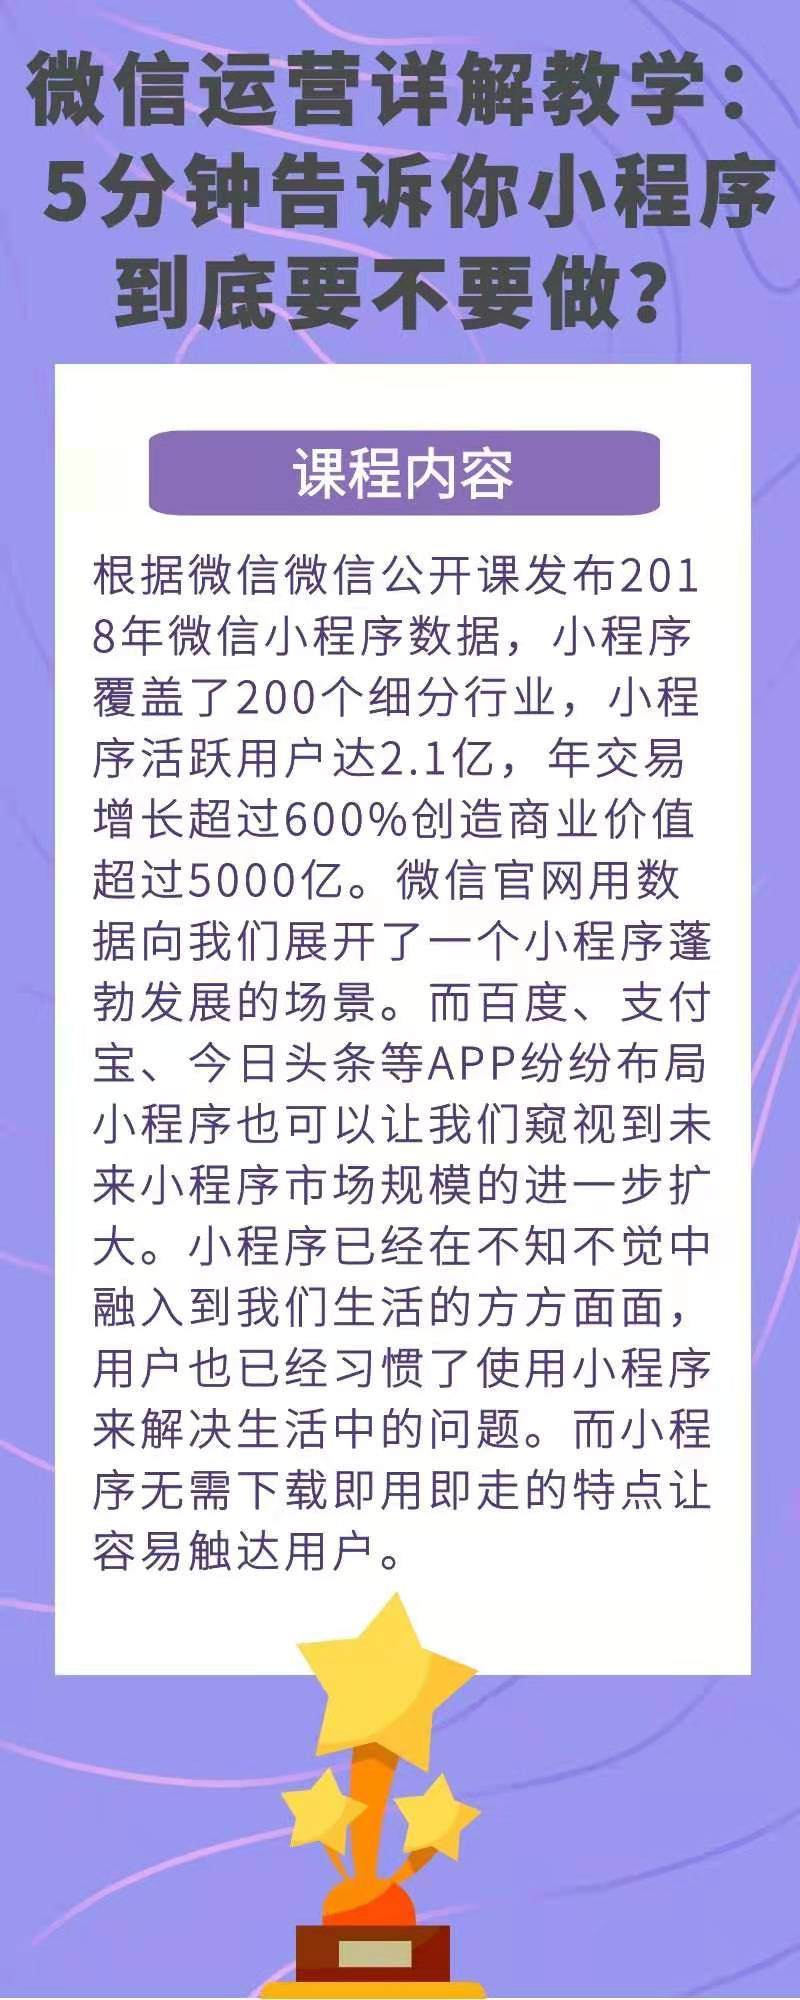 微信运营详解教学：
5分钟告诉你小程序
到底要不要做？
课程内容
根据微信微信公开课发布201
8年微信小程序数据，小程序
覆盖了200个细分行业，小程
序活跃用户达2.1亿，年交易
增长超过600%创造商业价值
超过5000亿。微信官网用数
据向我们展开了一个小程序蓬
勃发展的场景。而百度、支付
宝、今日头条等APP纷纷布局
小程序也可以让我们窥视到未
来小程序市场规模的进一步扩
大。小程序已经在不知不觉中
融入到我们生活的方方面面，
用户也已经习惯了使用小程序
来解决生活中的问题。而小程
序无需下载即用即走的特点让
容易触达用户。